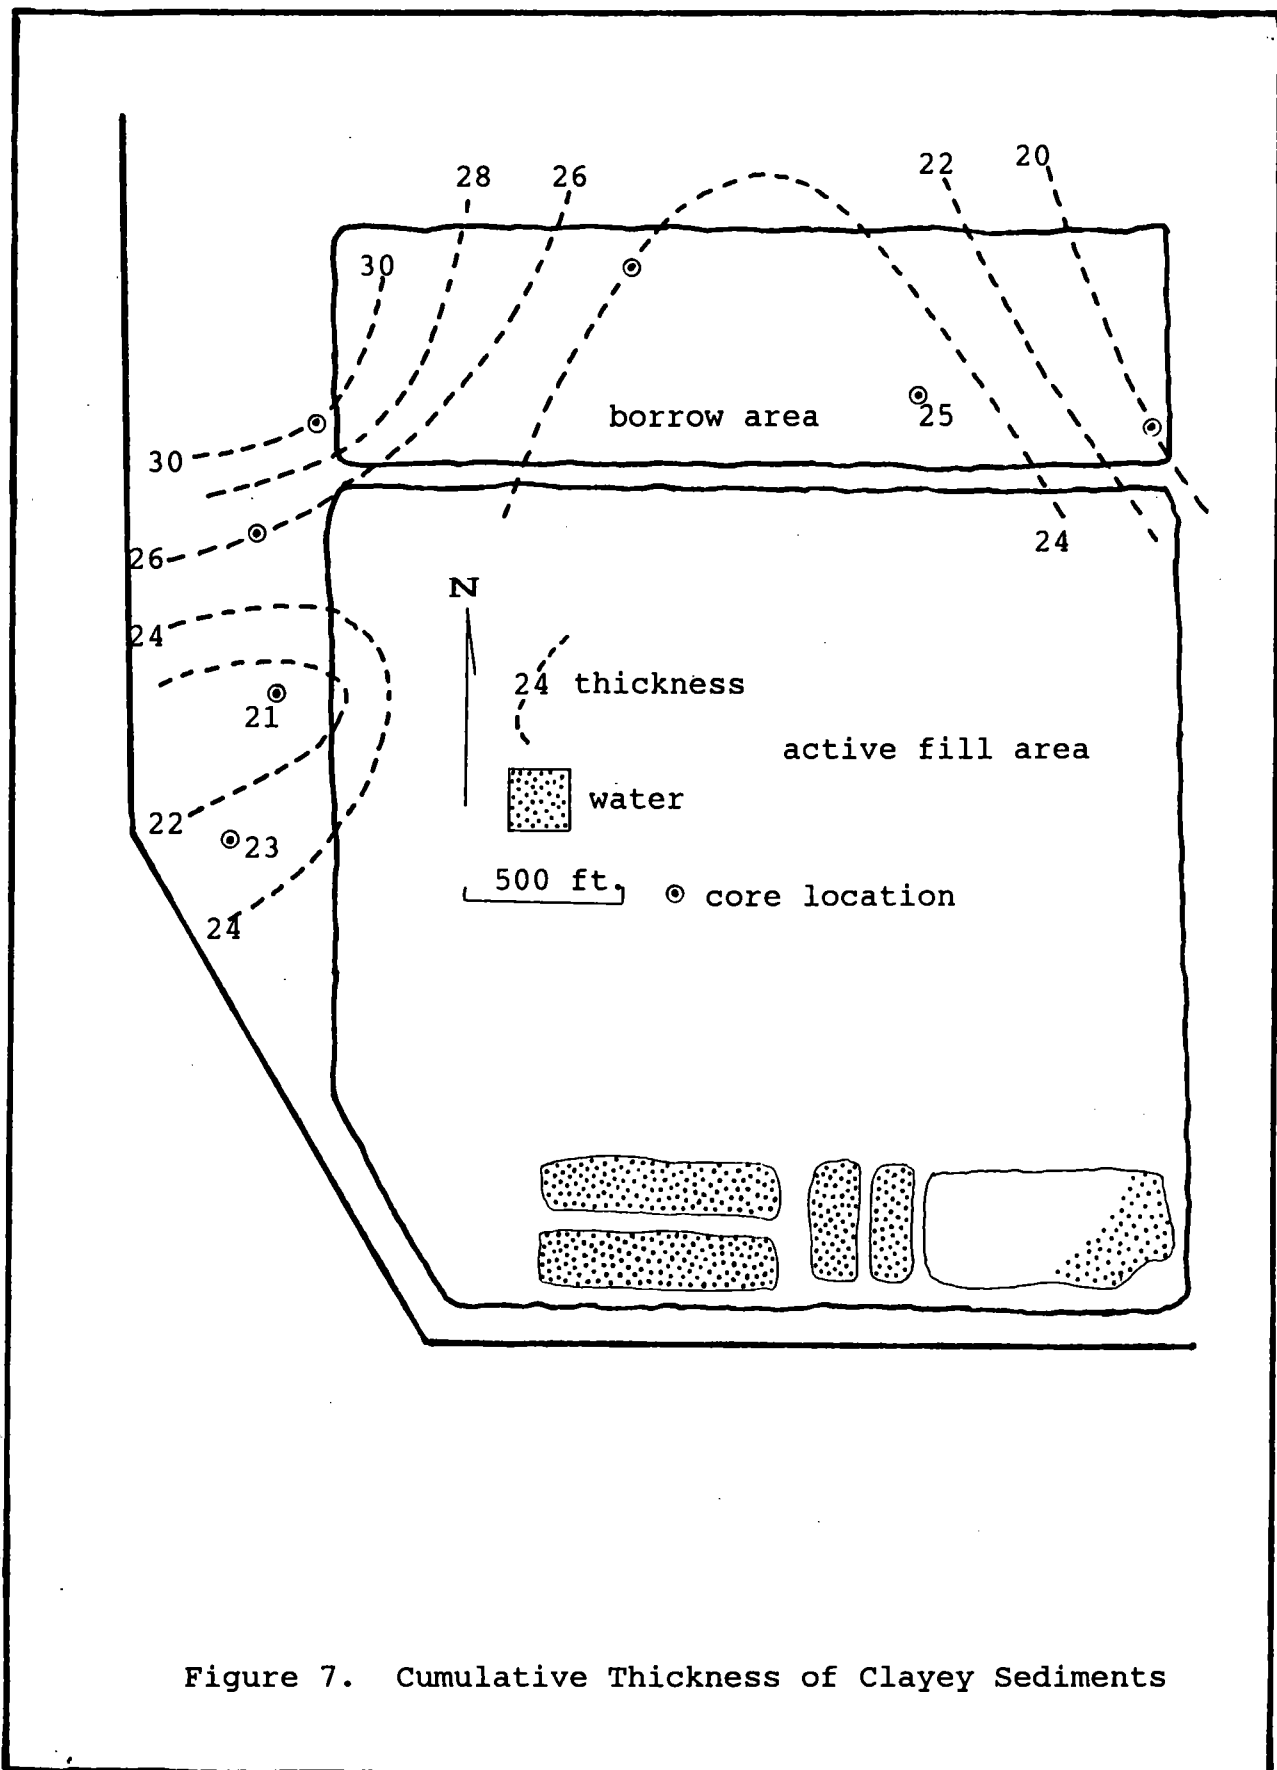 28
26
22
20
30
borrow area
25
30
26
24
24
N
24 thickness
21
active fill area
water
22
23
500 ft.
core location
24
Figure 7. Cumulative Thickness of Clayey Sediments